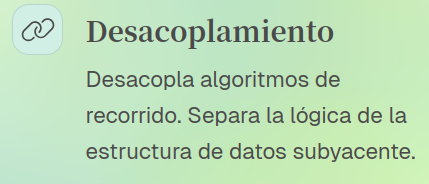 Desacoplamiento
Desacopla algoritmos de
recorrido. Separa la lógica de la
estructura de datos subyacente.